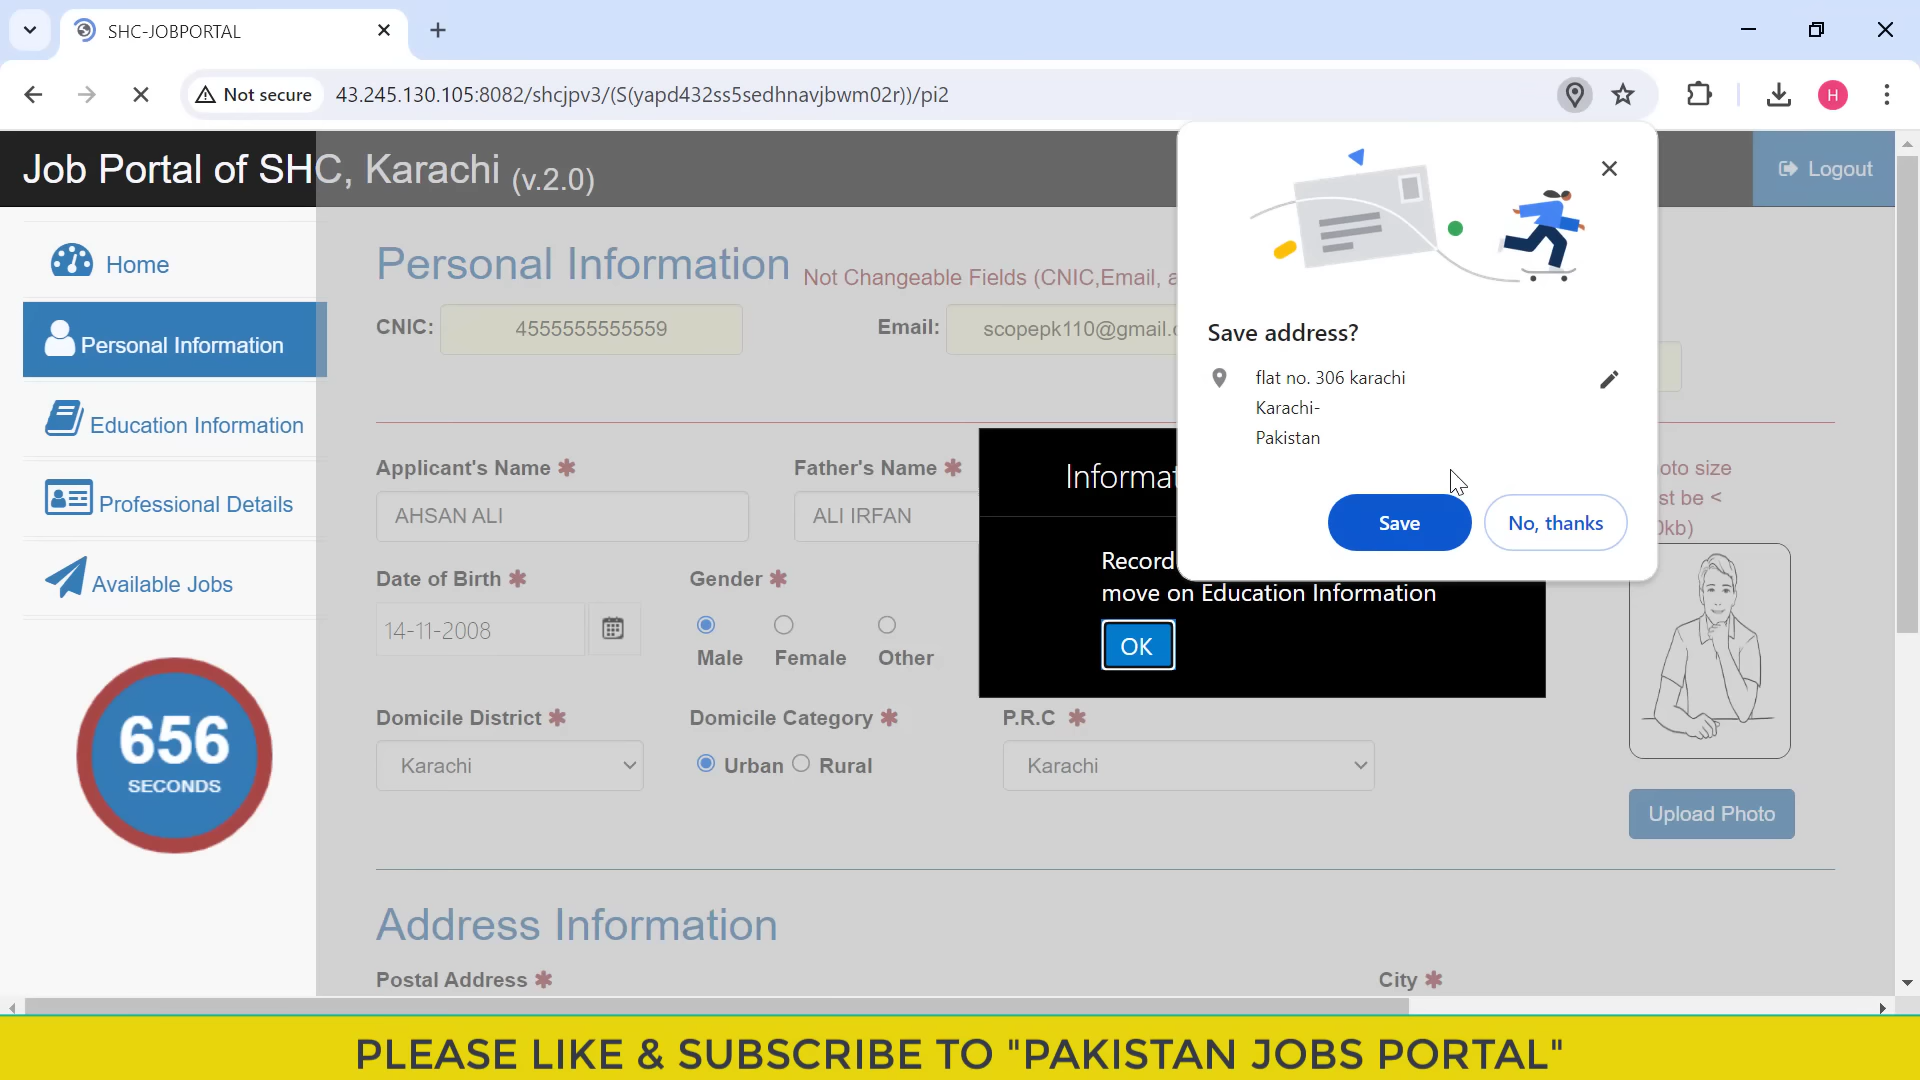 SHC-JOBPORTAL
Not secure
43.245.130.105:8082/shcjpv3/(S(yapd432ss5sedhnavjbwm02r))/pi2
H
Job Portal of SHC, Karachi (v.2.0)
Logout
Home
Personal Information
Education Information
Professional Details
Available Jobs
656
SECONDS
Personal Information Not Changeable Fields (CNIC,Email, a
CNIC: 4555555555559
Email: scopepk110@gmail.c
Applicant's Name *
AHSAN ALI
Father's Name *
ALI IRFAN
oto size
st be <
0kb)
Date of Birth *
14-11-2008
Gender *
Male Female Other
Domicile District *
Karachi
Domicile Category *
Urban Rural
P.R.C *
Karachi
Upload Photo
Save address?
flat no. 306 karachi
Karachi-
Pakistan
Save
No, thanks
Informat
Record
move on Education Information
OK
Address Information
Postal Address *
City *
PLEASE LIKE & SUBSCRIBE TO "PAKISTAN JOBS PORTAL"